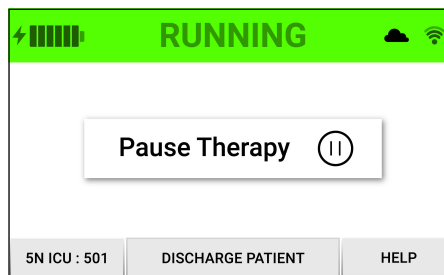 RUNNING
Pause Therapy
5N ICU : 501 DISCHARGE PATIENT HELP